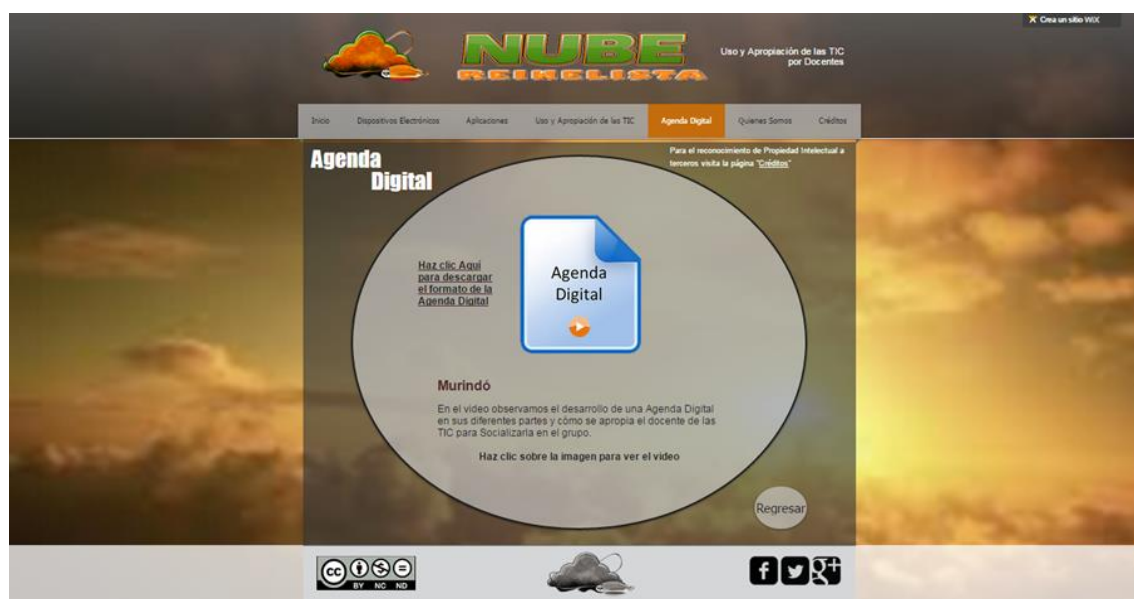 Crea un sitio WiX
NUBE
REIKELISTA
Uso y Apropiación de las TIC
por Docentes
Inicio
Dispositivos Electrónicos
Aplicaciones
Uso y Apropiación de las TIC
Agenda Digital
Quienes Somos
Créditos
Agenda
Digital
Para el reconocimiento de Propiedad Intelectual a
terceros visita la página "Créditos"
Haz clic Aquí
para descargar
el formato de la
Agenda Digital
Agenda
Digital
Murindó
En el video observamos el desarrollo de una Agenda Digital
en sus diferentes partes y cómo se apropia el docente de las
TIC para Socializarla en el grupo.
Haz clic sobre la imagen para ver el video
Regresar
cc
BY NC ND
f
g+